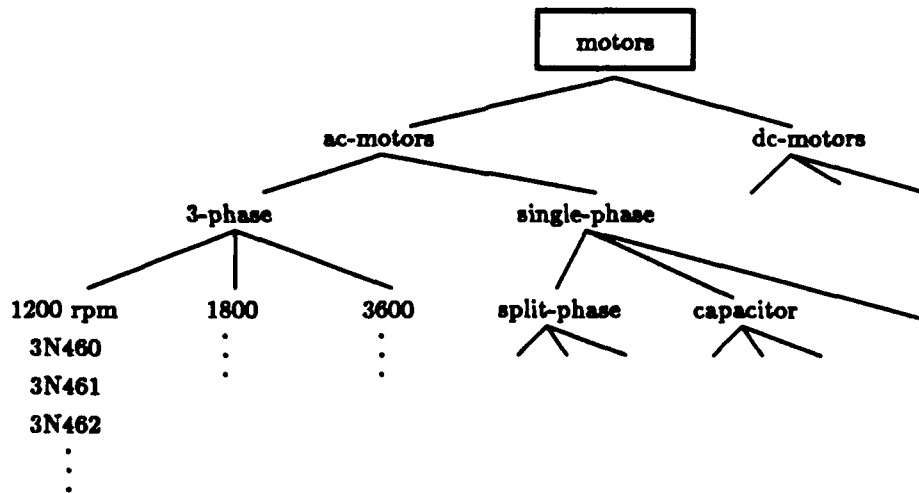 motors
ac-motors dc-motors
3-phase single-phase
1200 rpm 1800 3600 split-phase capacitor
3N460
3N461
3N462